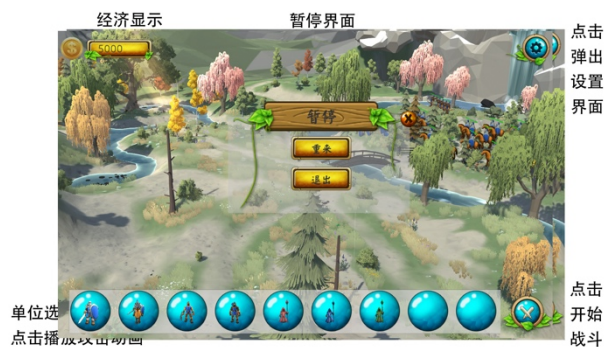 经济显示
暂停界面
点击
弹出
设置
界面
5000
暂停
重来
退出
单位选
点击播放攻击动画
点击
开始
战斗